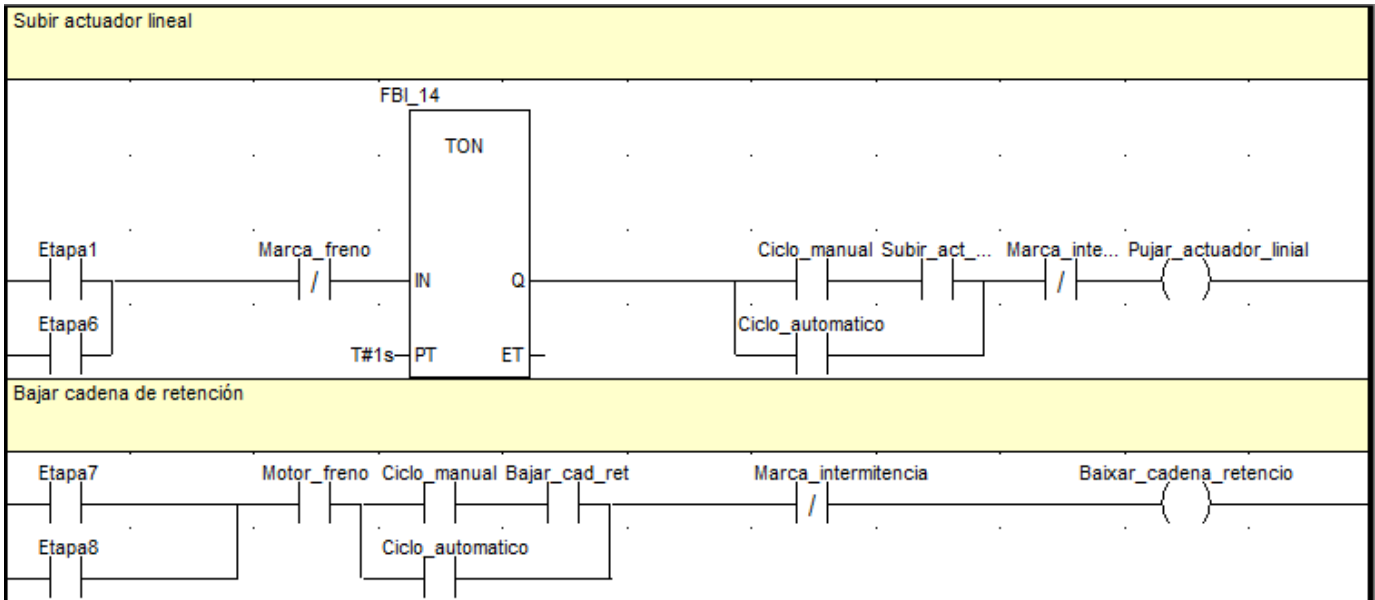 Subir actuador lineal
FBI_14
TON
Etapa1 Marca_freno IN Q Ciclo_manual Subir_act_... Marca_inte... Pujar_actuador_linial
/ /
Etapa6 Ciclo_automatico
T#1s PT ET
Bajar cadena de retención
Etapa7 Motor_freno Ciclo_manual Bajar_cad_ret Marca_intermitencia Baixar_cadena_retencio
/
Etapa8 Ciclo_automatico